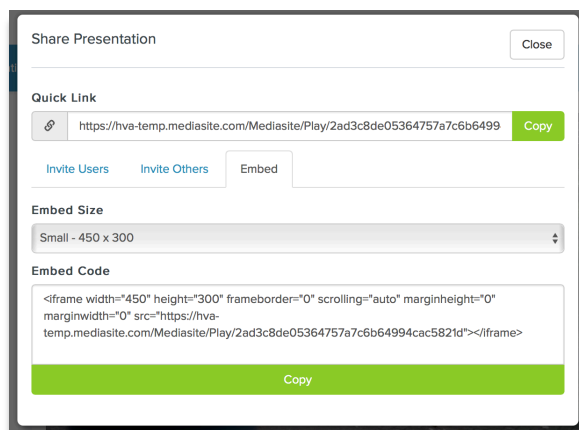 Share Presentation
Close
Quick Link
https://hva-temp.mediasite.com/Mediasite/Play/2ad3c8de05364757a7c6b6499
Copy
Invite Users
Invite Others
Embed
Embed Size
Small - 450 x 300
Embed Code
<iframe width="450" height="300" frameborder="0" scrolling="auto" marginheight="0"
marginwidth="0" src="https://hva-
temp.mediasite.com/Mediasite/Play/2ad3c8de05364757a7c6b64994cac5821d"></iframe>
Copy